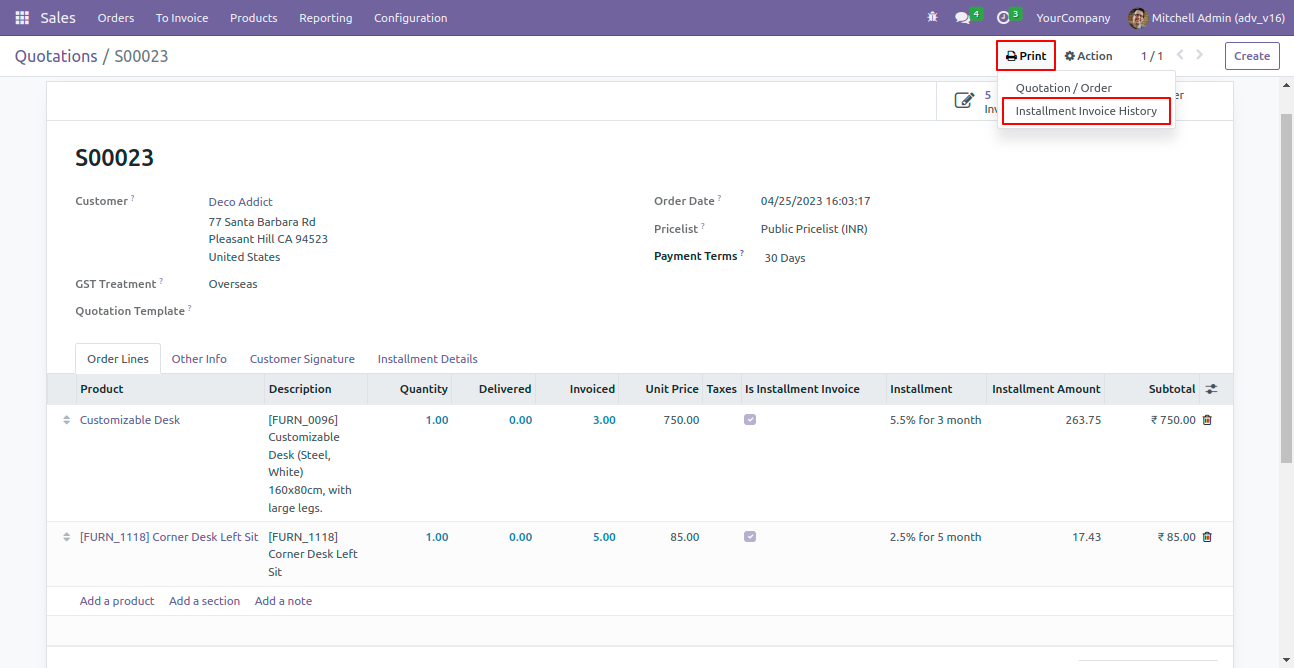 Sales Orders To Invoice Products Reporting Configuration 4 3 YourCompany Mitchell Admin (adv_v16)
Quotations / S00023 Print Action 1 / 1 Create
Quotation / Order
Installment Invoice History
5
S00023
Customer ? Deco Addict
77 Santa Barbara Rd
Pleasant Hill CA 94523
United States
GST Treatment ? Overseas
Quotation Template ?
Order Date ? 04/25/2023 16:03:17
Pricelist ? Public Pricelist (INR)
Payment Terms ? 30 Days
Order Lines Other Info Customer Signature Installment Details
Product Description Quantity Delivered Invoiced Unit Price Taxes Is Installment Invoice Installment Installment Amount Subtotal
Customizable Desk [FURN_0096] 1.00 0.00 3.00 750.00 5.5% for 3 month 263.75 ₹ 750.00
Customizable
Desk (Steel,
White)
160x80cm, with
large legs.
[FURN_1118] Corner Desk Left Sit [FURN_1118] 1.00 0.00 5.00 85.00 2.5% for 5 month 17.43 ₹ 85.00
Corner Desk Left
Sit
Add a product Add a section Add a note